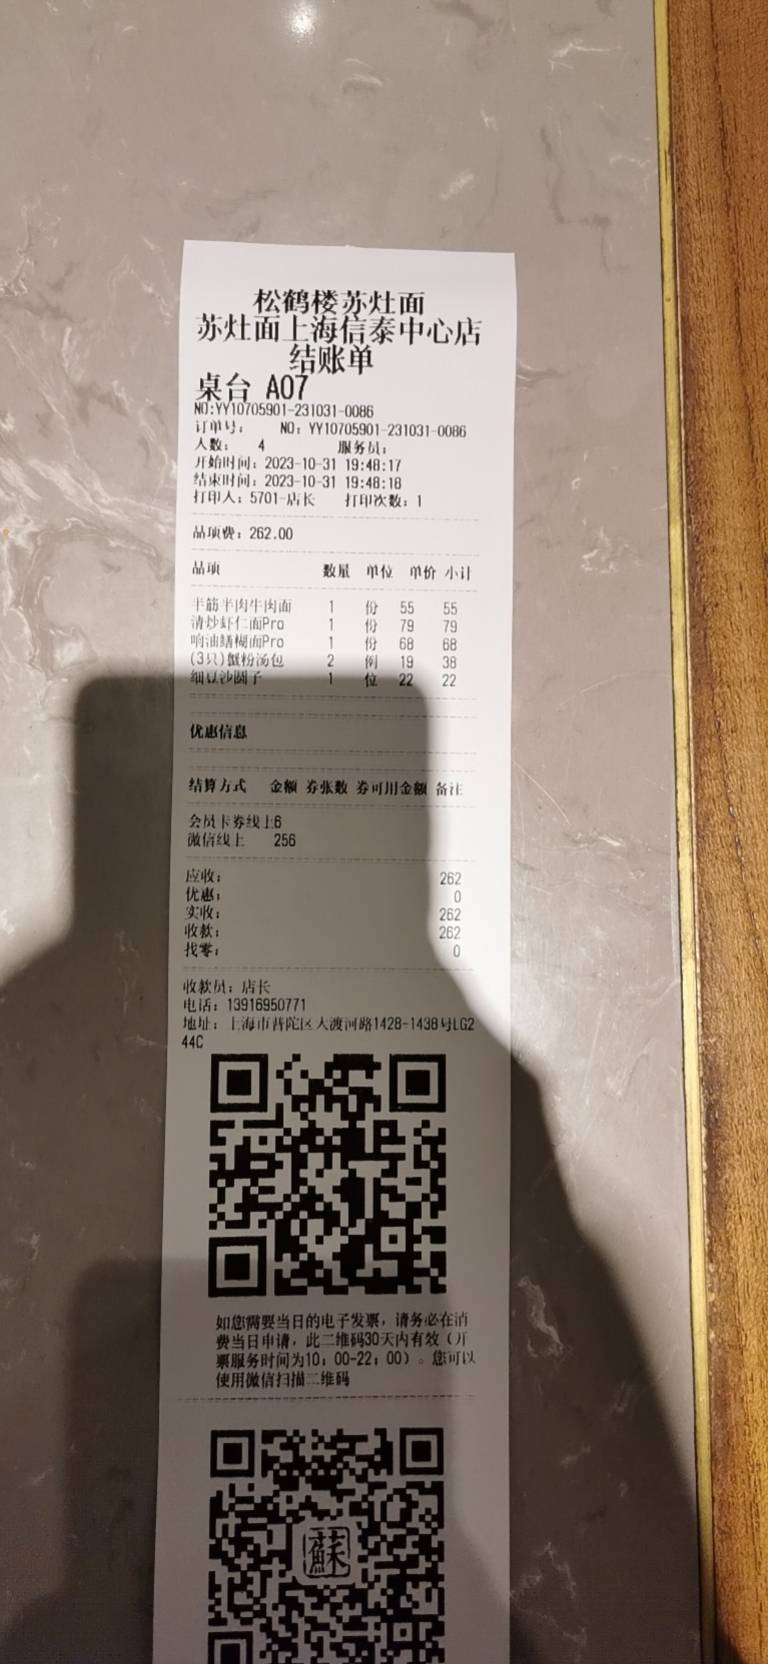 松鹤楼苏灶面
苏灶面上海信泰中心店
结账单
桌台 A07
NO:YY10705901-231031-0086
订单号: NO: YY10705901-231031-0086
人数: 4 服务员:
开始时间: 2023-10-31 19:48:17
结束时间: 2023-10-31 19:48:18
打印人: 5701-店长 打印次数: 1
品项费: 262.00
品项 数量 单位 单价 小计
半筋半肉牛肉面 1 份 55 55
清炒虾仁面Pro 1 份 79 79
响油鳝糊面Pro 1 份 68 68
(3只)蟹粉汤包 2 例 19 38
细豆沙圆子 1 位 22 22
优惠信息
结算方式 金额 券张数 券可用金额 备注
会员卡券线上6
微信线上 256
应收: 262
优惠: 0
实收: 262
收款: 262
找零: 0
收款员: 店长
电话: 13916950771
地址: 上海市普陀区大渡河路1428-1438号LG2
44C
如您需要当日的电子发票, 请务必在消
费当日申请, 此二维码30天内有效 (开
票服务时间为10: 00-22: 00) 。您可以
使用微信扫描二维码
蘇